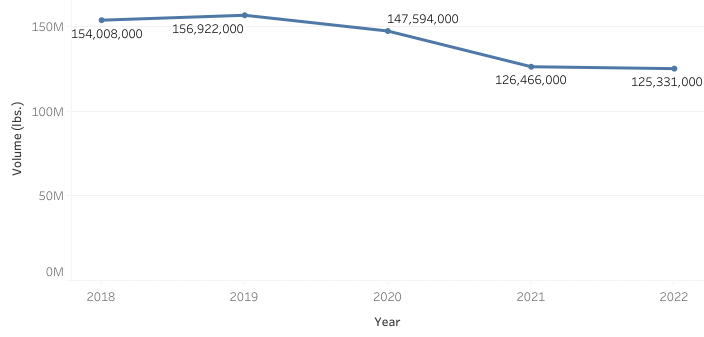 147,594,000
150M
154,008,000
156,922,000
126,466,000
125,331,000
100M
Volume (lbs.)
50M
0M
2018
2019
2020
2021
2022
Year